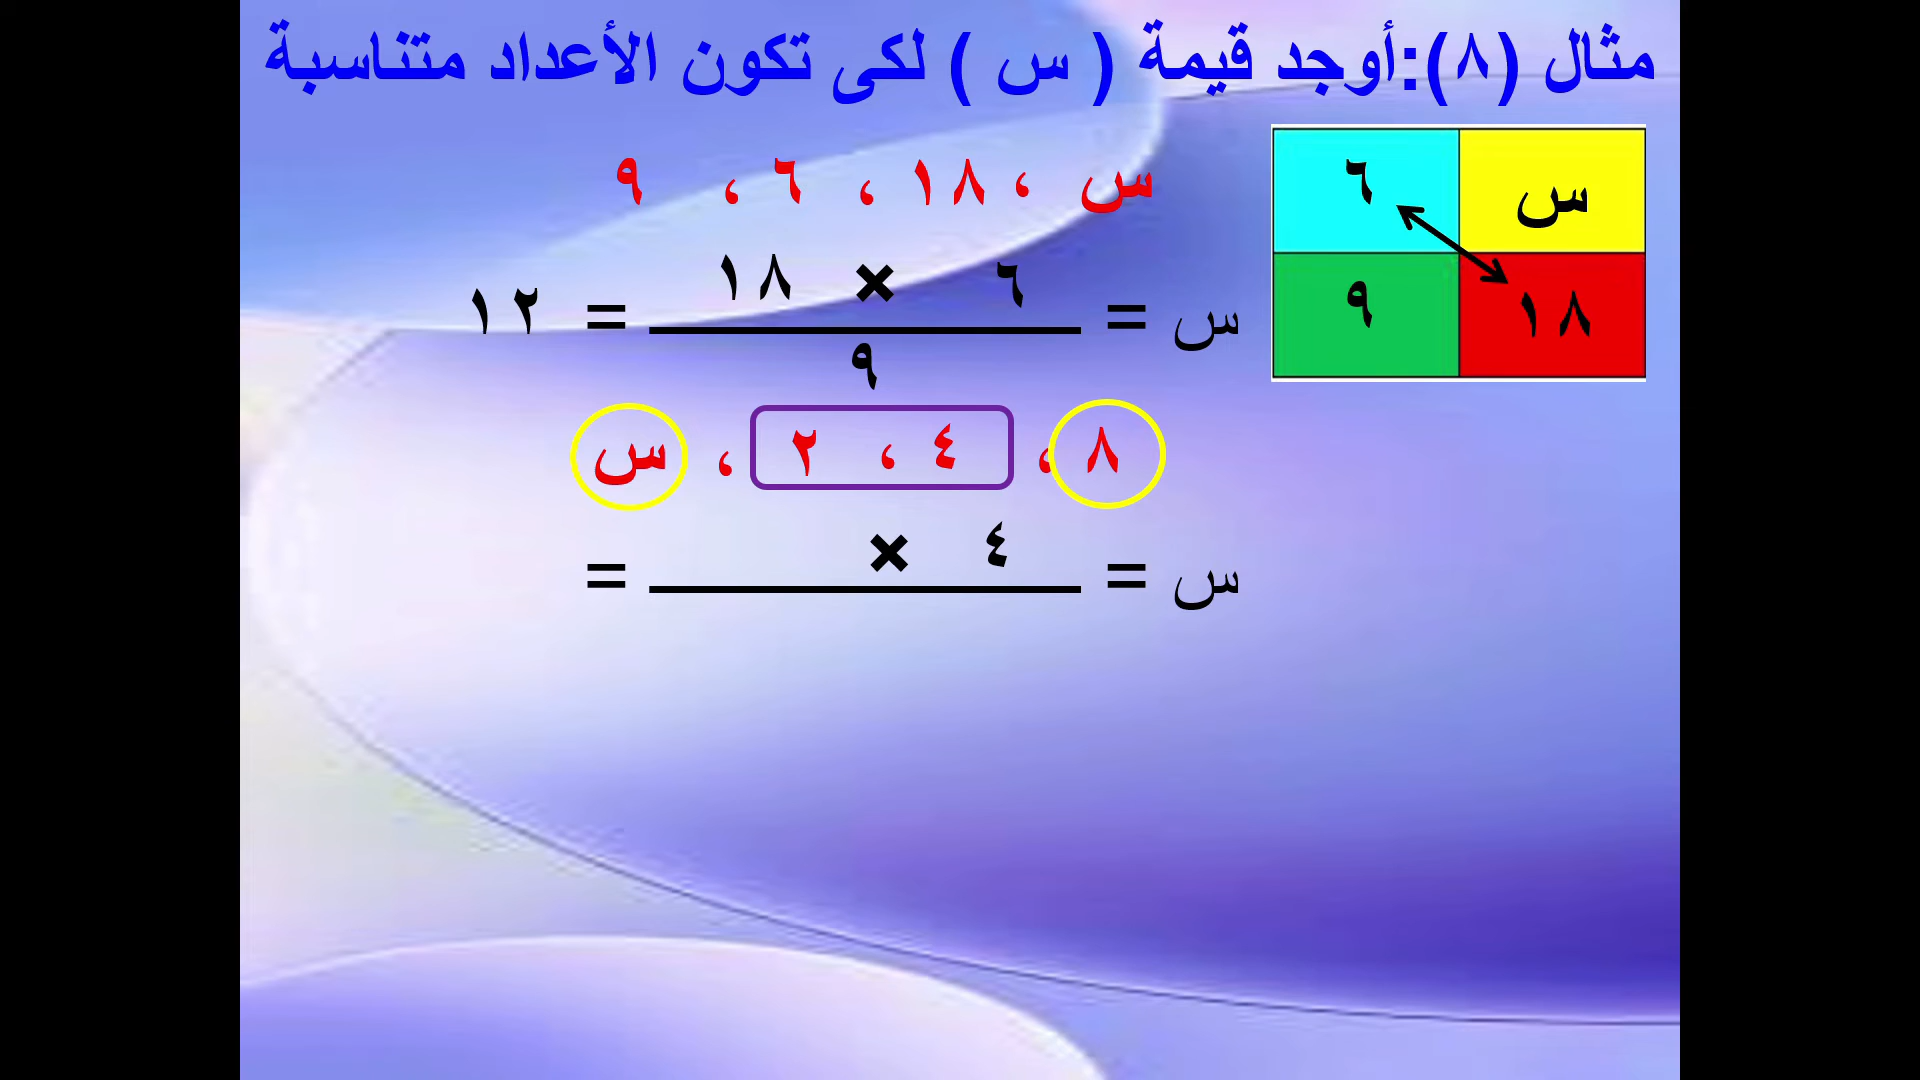 مثال (٨):أوجد قيمة ( س ) لكى تكون الأعداد متناسبة
س ٦
١٨ ٩
س ، ١٨ ، ٦ ، ٩
٦ × ١٨
س = = ١٢
٩
٨ ، ٤ ، ٢ ، س
٤ ×
س = =